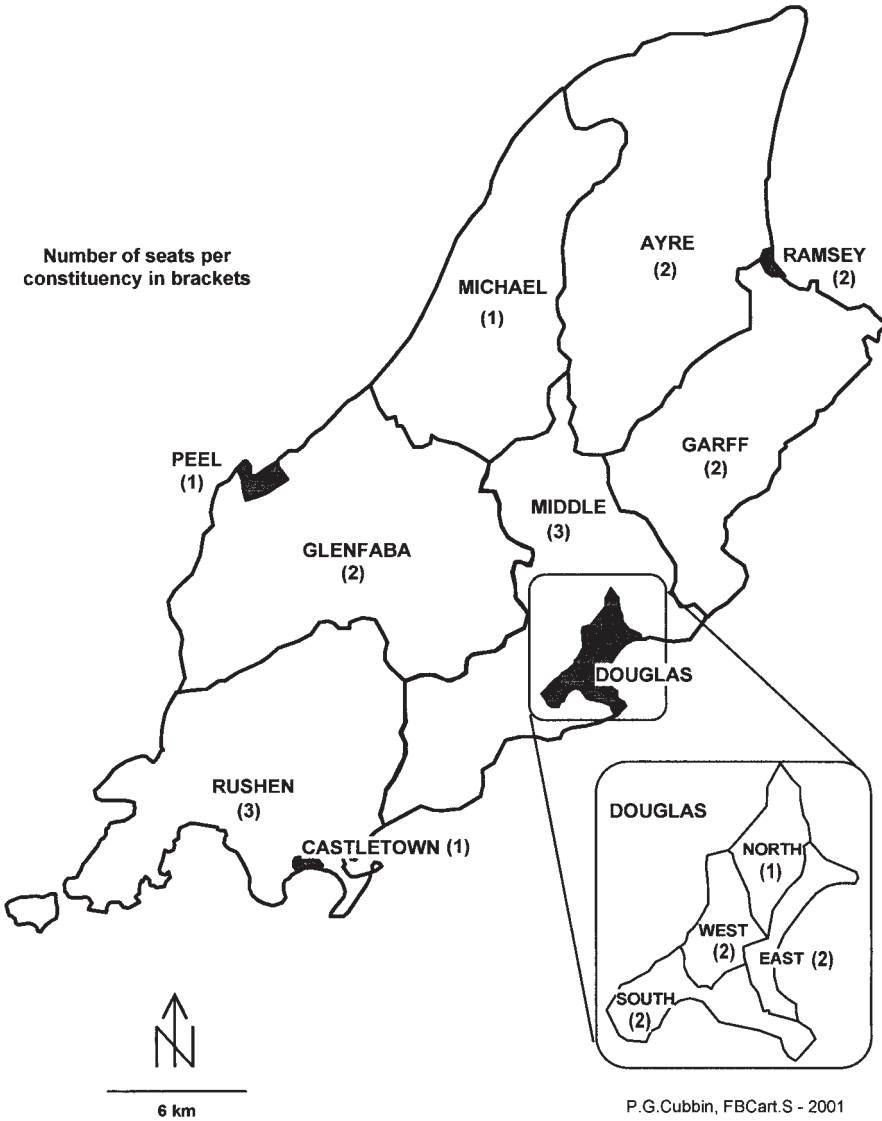 Number of seats per
constituency in brackets
AYRE
(2)
RAMSEY
(2)
MICHAEL
(1)
GARFF
(2)
PEEL
(1)
MIDDLE
(3)
GLENFABA
(2)
DOUGLAS
RUSHEN
(3)
CASTLETOWN (1)
DOUGLAS
NORTH
(1)
WEST
(2)
EAST (2)
SOUTH
(2)
N
6 km
P.G.Cubbin, FBCart.S - 2001